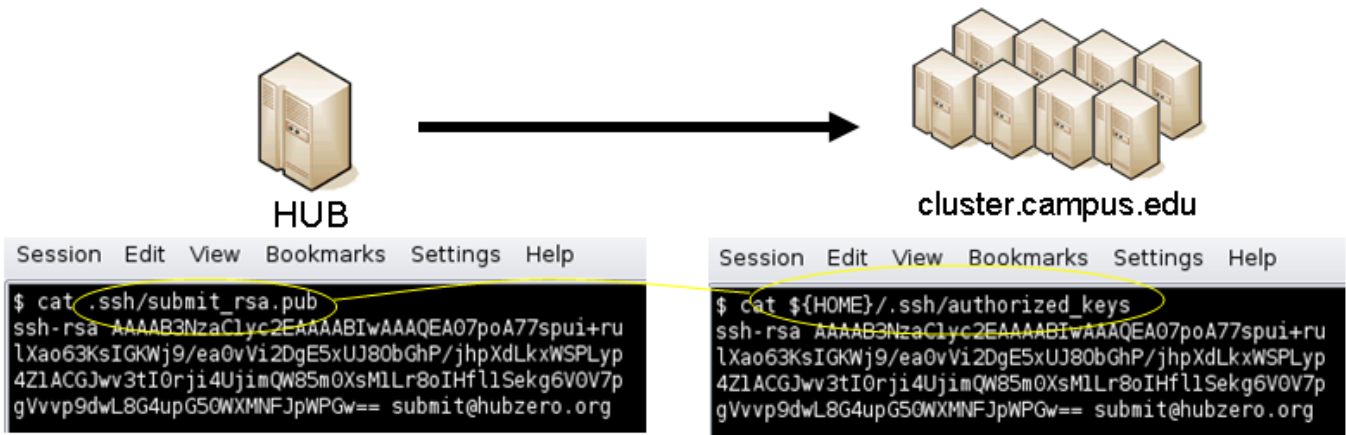 HUB
cluster.campus.edu
Session Edit View Bookmarks Settings Help
$ cat .ssh/submit_rsa.pub
ssh-rsa AAAAB3NzaC1yc2EAAAABIwAAAQEA07poA77spui+ru
lXao63KsIGKWj9/ea0vVi2DgE5xUJ80bGhP/jhpXdLkxWSPLyp
4ZlACGJwv3tI0rji4UjimQW85m0XsMlLr8oIHfl1Sekg6V0V7p
gVvvp9dwL8G4upG50WXMNFJpWPGw== submit@hubzero.org
Session Edit View Bookmarks Settings Help
$ cat ${HOME}/.ssh/authorized_keys
ssh-rsa AAAAB3NzaC1yc2EAAAABIwAAAQEA07poA77spui+ru
lXao63KsIGKWj9/ea0vVi2DgE5xUJ80bGhP/jhpXdLkxWSPLyp
4ZlACGJwv3tI0rji4UjimQW85m0XsMlLr8oIHfl1Sekg6V0V7p
gVvvp9dwL8G4upG50WXMNFJpWPGw== submit@hubzero.org